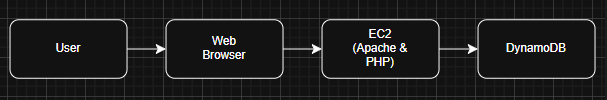 User
Web
Browser
EC2
(Apache &
PHP)
DynamoDB